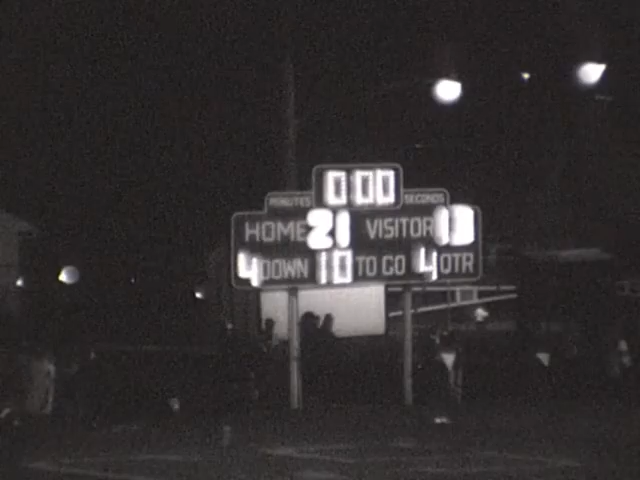 0:00
MINUTES SECONDS
HOME 21 VISITOR 13
4 DOWN 10 TO GO 4 QTR